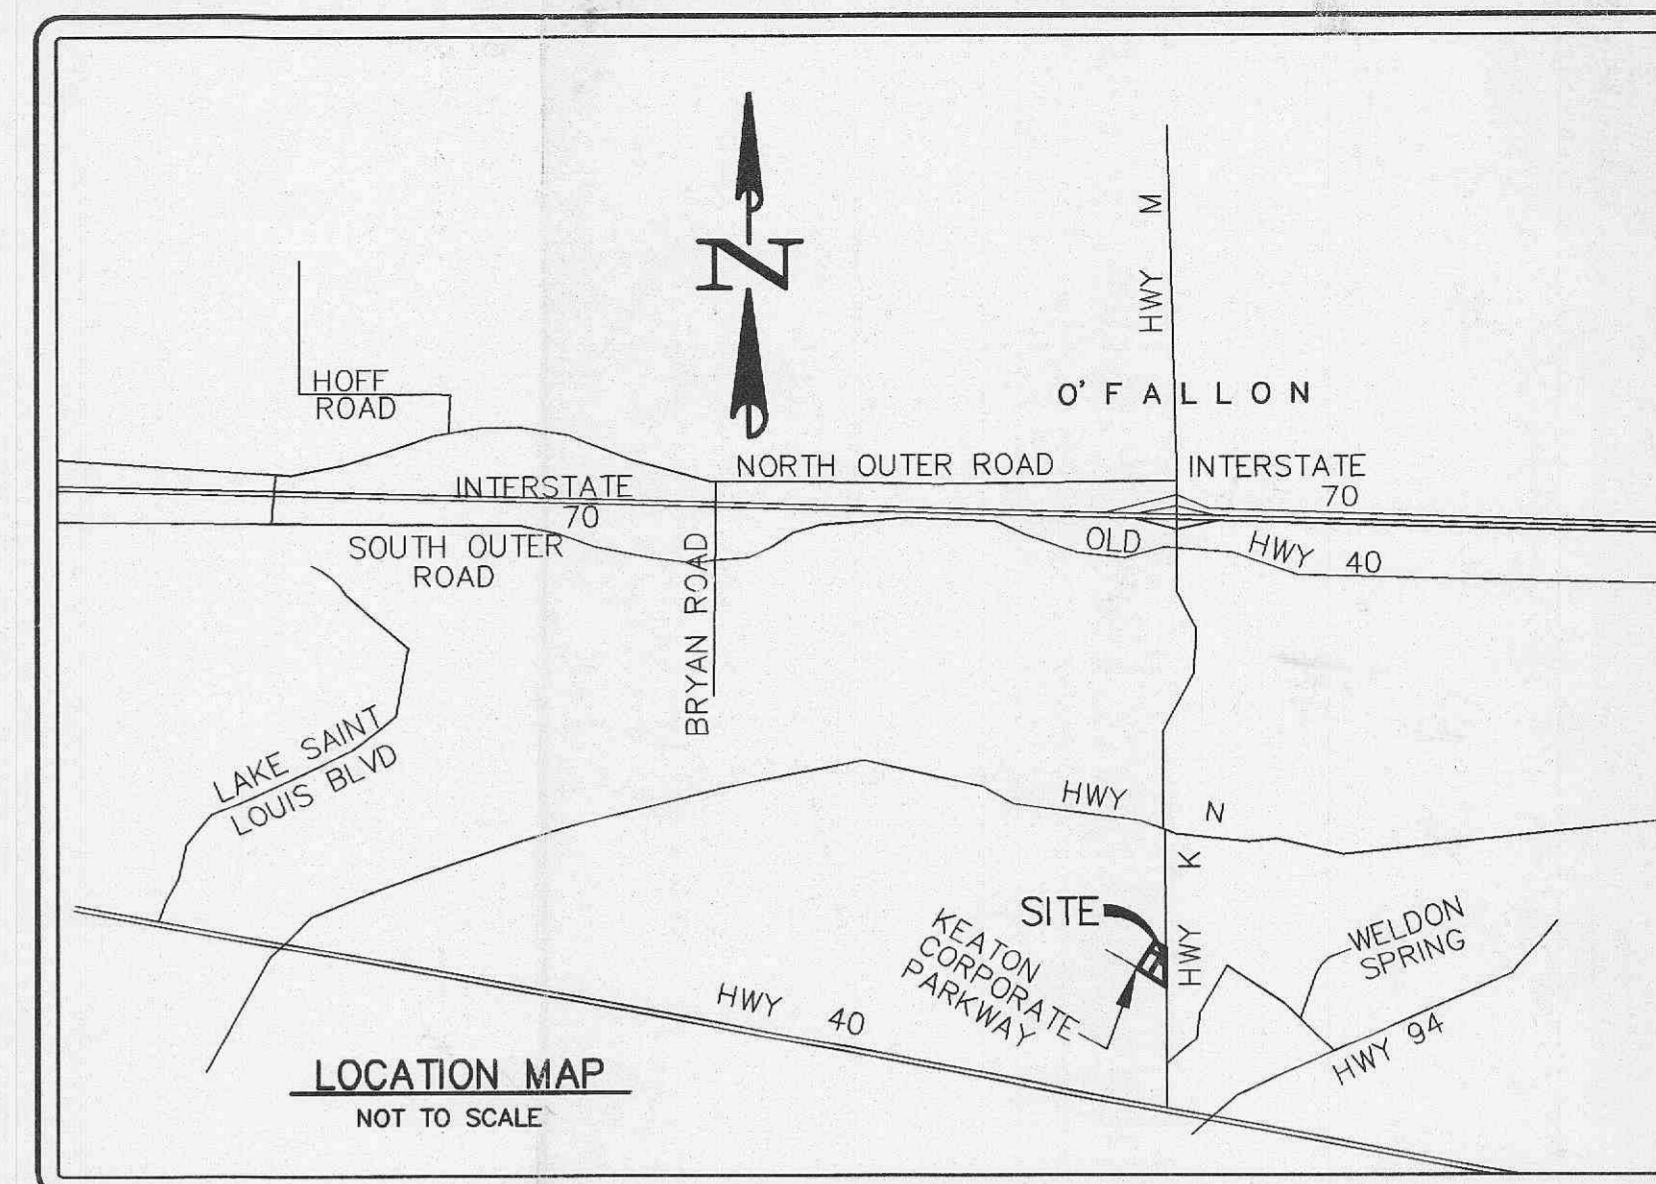 N
HWY M
HOFF
ROAD
O'FALLON
NORTH OUTER ROAD
INTERSTATE
70
INTERSTATE
70
SOUTH OUTER
ROAD
OLD HWY 40
BRYAN ROAD
LAKE SAINT
LOUIS BLVD
HWY N
HWY K
SITE
KEATON
CORPORATE
PARKWAY
WELDON
SPRING
HWY 40
HWY 94
LOCATION MAP
NOT TO SCALE